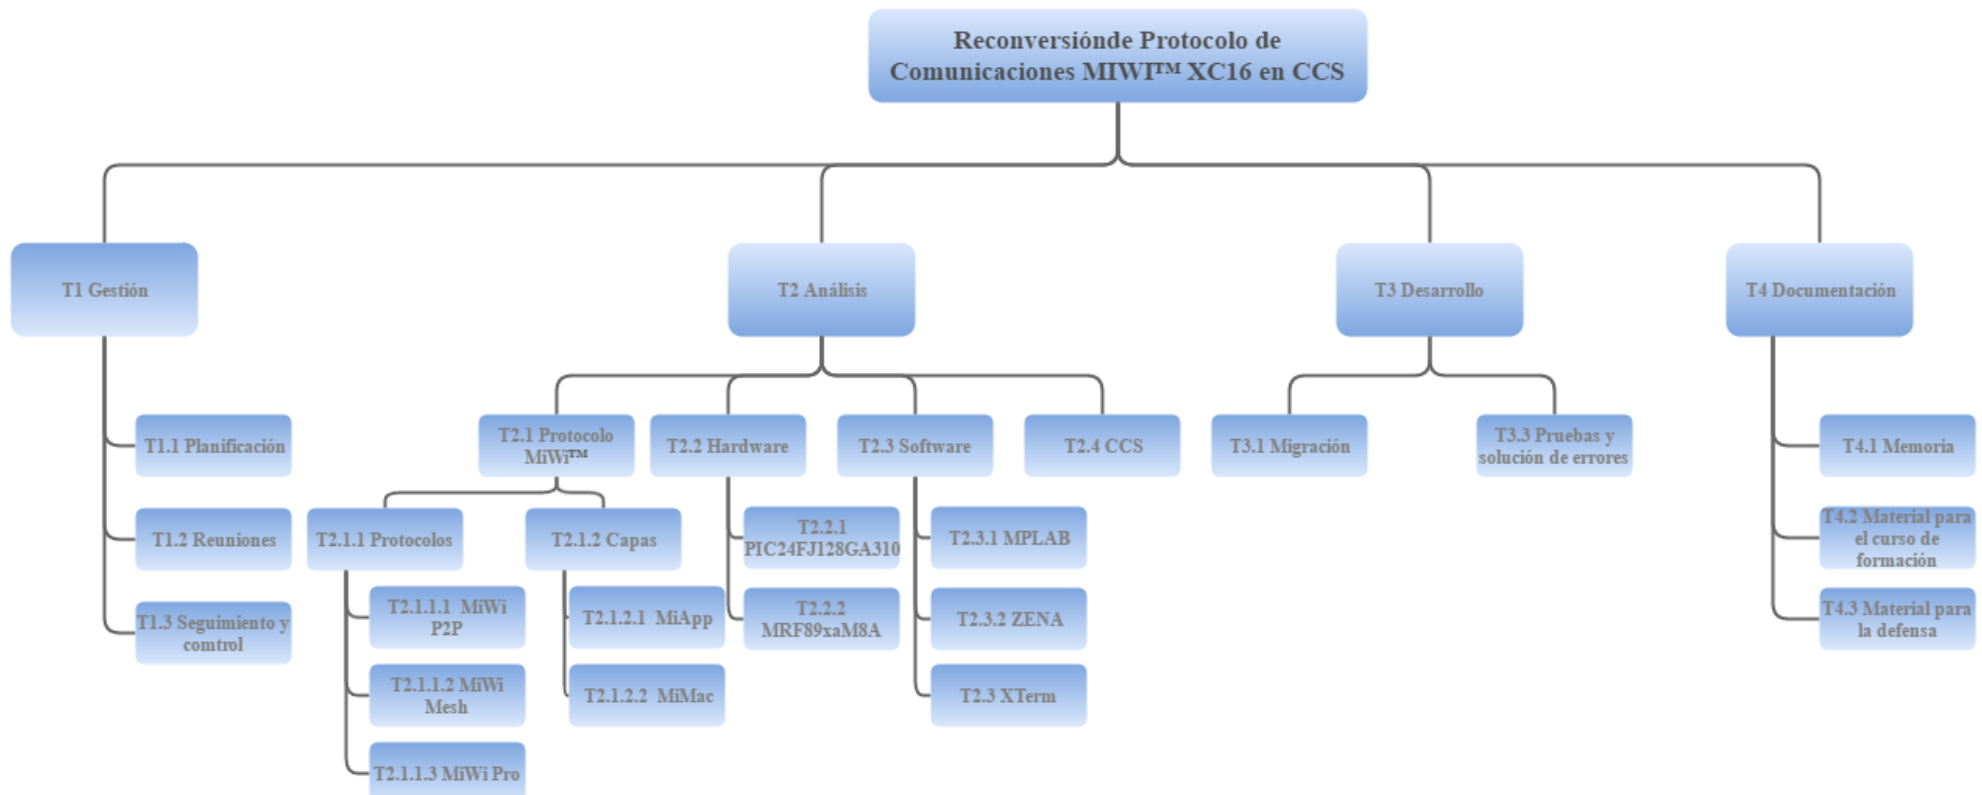 Reconversiónde Protocolo de
Comunicaciones MIWI™ XC16 en CCS
T1 Gestión
T2 Análisis
T3 Desarrollo
T4 Documentación
T1.1 Planificación
T1.2 Reuniones
T1.3 Seguimiento y
comtrol
T2.1 Protocolo
MiWi™
T2.2 Hardware
T2.3 Software
T2.4 CCS
T2.1.1 Protocolos
T2.1.2 Capas
T2.1.1.1 MiWi
P2P
T2.1.1.2 MiWi
Mesh
T2.1.1.3 MiWi Pro
T2.1.2.1 MiApp
T2.1.2.2 MiMac
T2.2.1
PIC24FJ128GA310
T2.2.2
MRF89xaM8A
T2.3.1 MPLAB
T2.3.2 ZENA
T2.3 XTerm
T3.1 Migración
T3.3 Pruebas y
solución de errores
T4.1 Memoria
T4.2 Material para
el curso de
formación
T4.3 Material para
la defensa